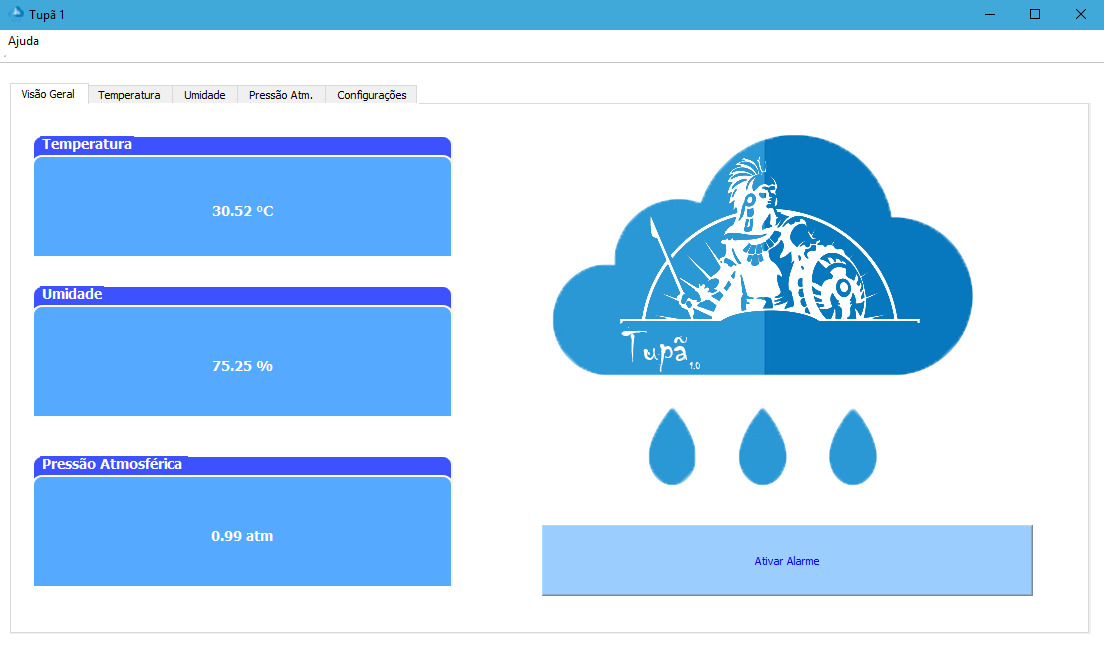 Tupã 1
Ajuda
Visão Geral Temperatura Umidade Pressão Atm. Configurações
Temperatura
30.52 °C
Umidade
75.25 %
Pressão Atmosférica
0.99 atm
Tupã 1.0
Ativar Alarme